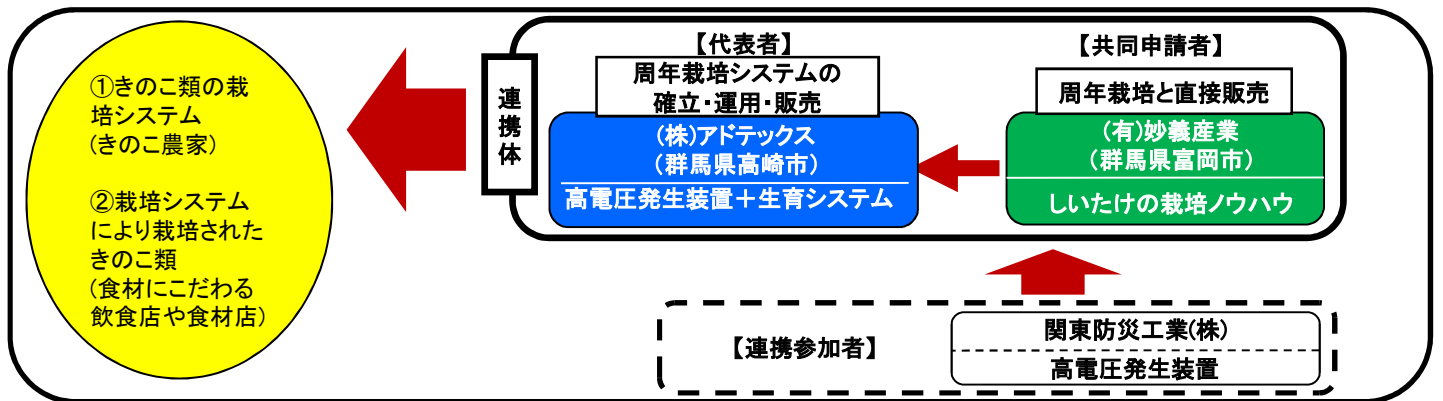 ①きのこ類の栽
培システム
(きのこ農家)
②栽培システム
により栽培された
きのこ類
(食材にこだわる
飲食店や食材店)
連携体
【代表者】
周年栽培システムの
確立・運用・販売
(株)アドテックス
(群馬県高崎市)
高電圧発生装置＋生育システム
【共同申請者】
周年栽培と直接販売
(有)妙義産業
(群馬県富岡市)
しいたけの栽培ノウハウ
【連携参加者】
関東防災工業(株)
高電圧発生装置